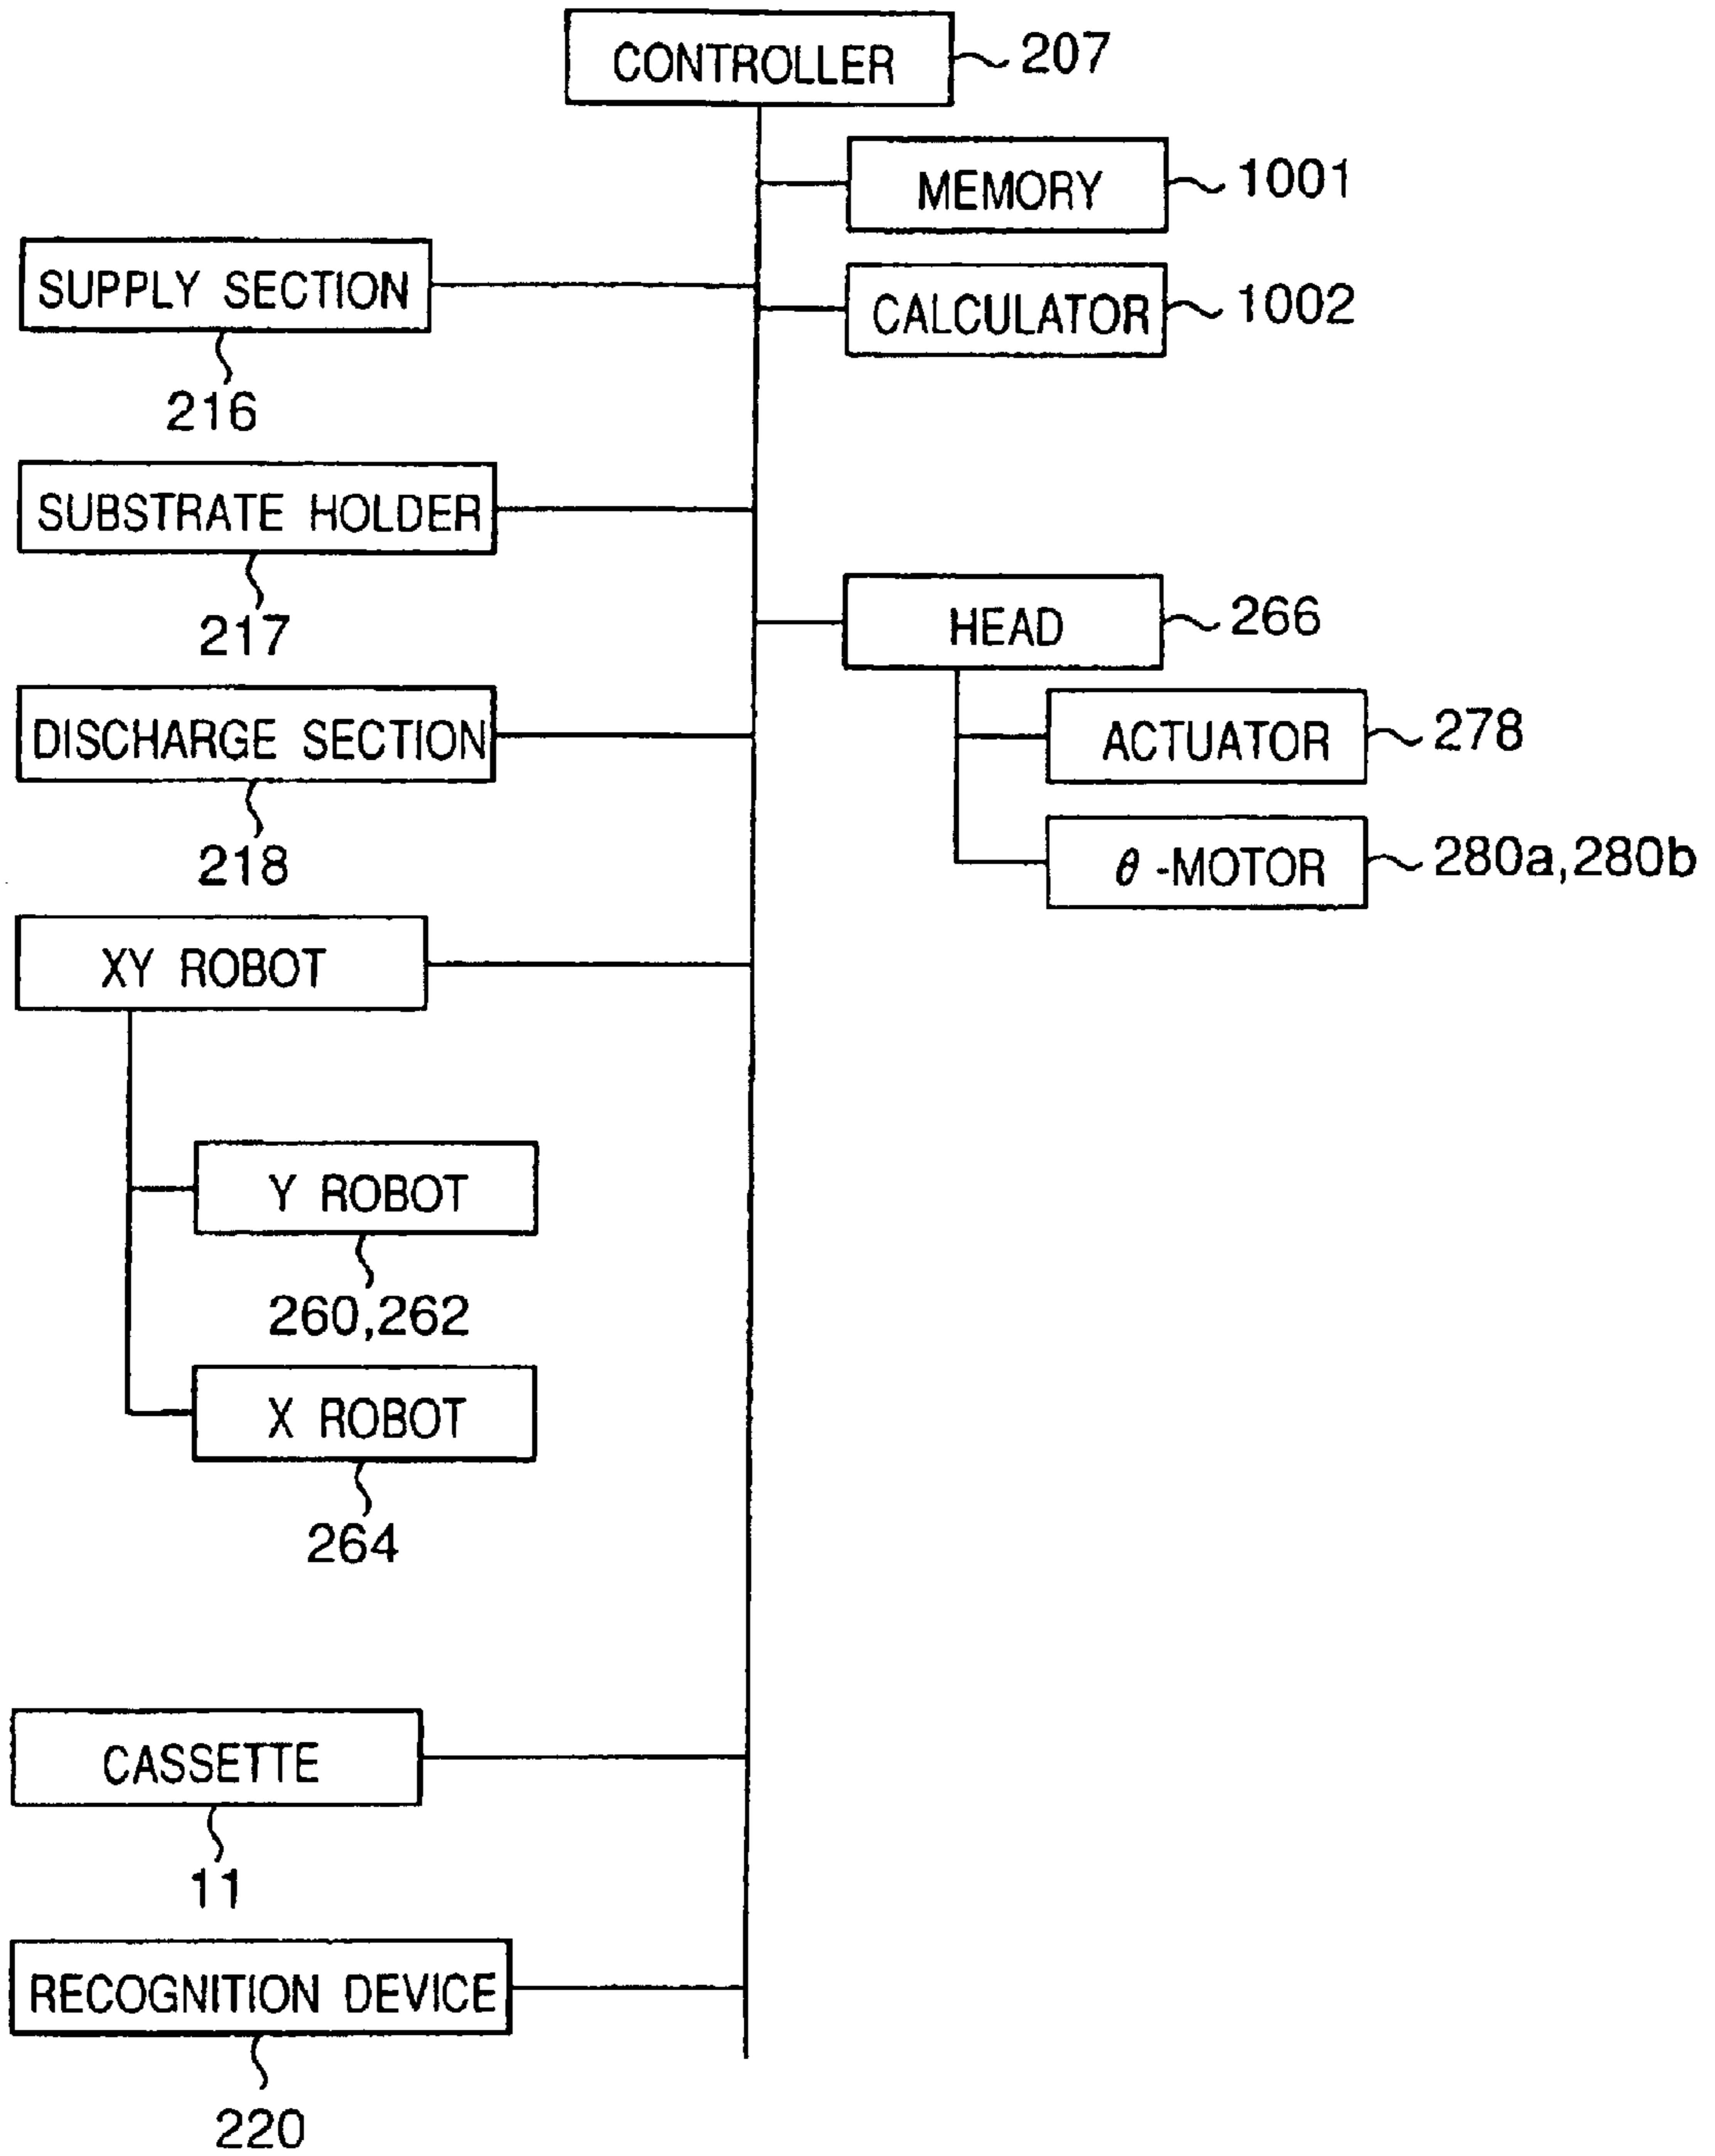 CONTROLLER
207
MEMORY
1001
SUPPLY SECTION
216
CALCULATOR
1002
SUBSTRATE HOLDER
217
HEAD
266
DISCHARGE SECTION
218
ACTUATOR
278
θ-MOTOR
280a,280b
XY ROBOT
Y ROBOT
260,262
X ROBOT
264
CASSETTE
11
RECOGNITION DEVICE
220